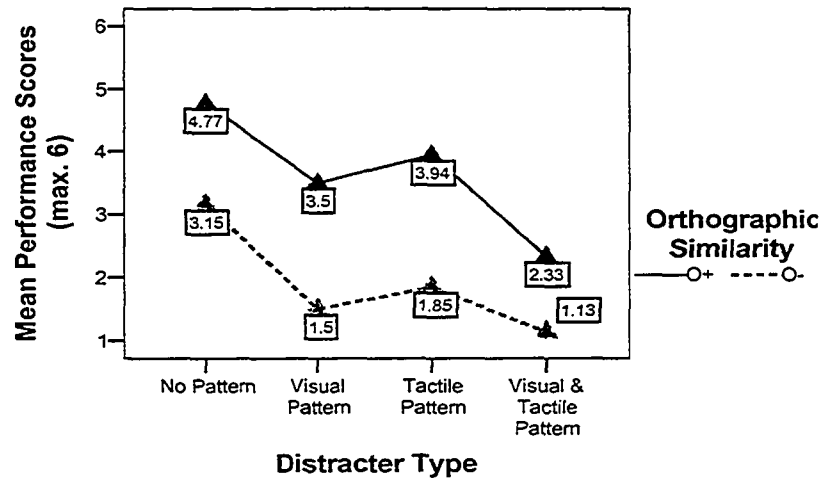 Mean Performance Scores
(max. 6)
6
5
4
3
2
1
4.77
3.5
3.94
2.33
3.15
1.5
1.85
1.13
No Pattern
Visual
Pattern
Tactile
Pattern
Visual &
Tactile
Pattern
Distracter Type
Orthographic
Similarity
O+
O-